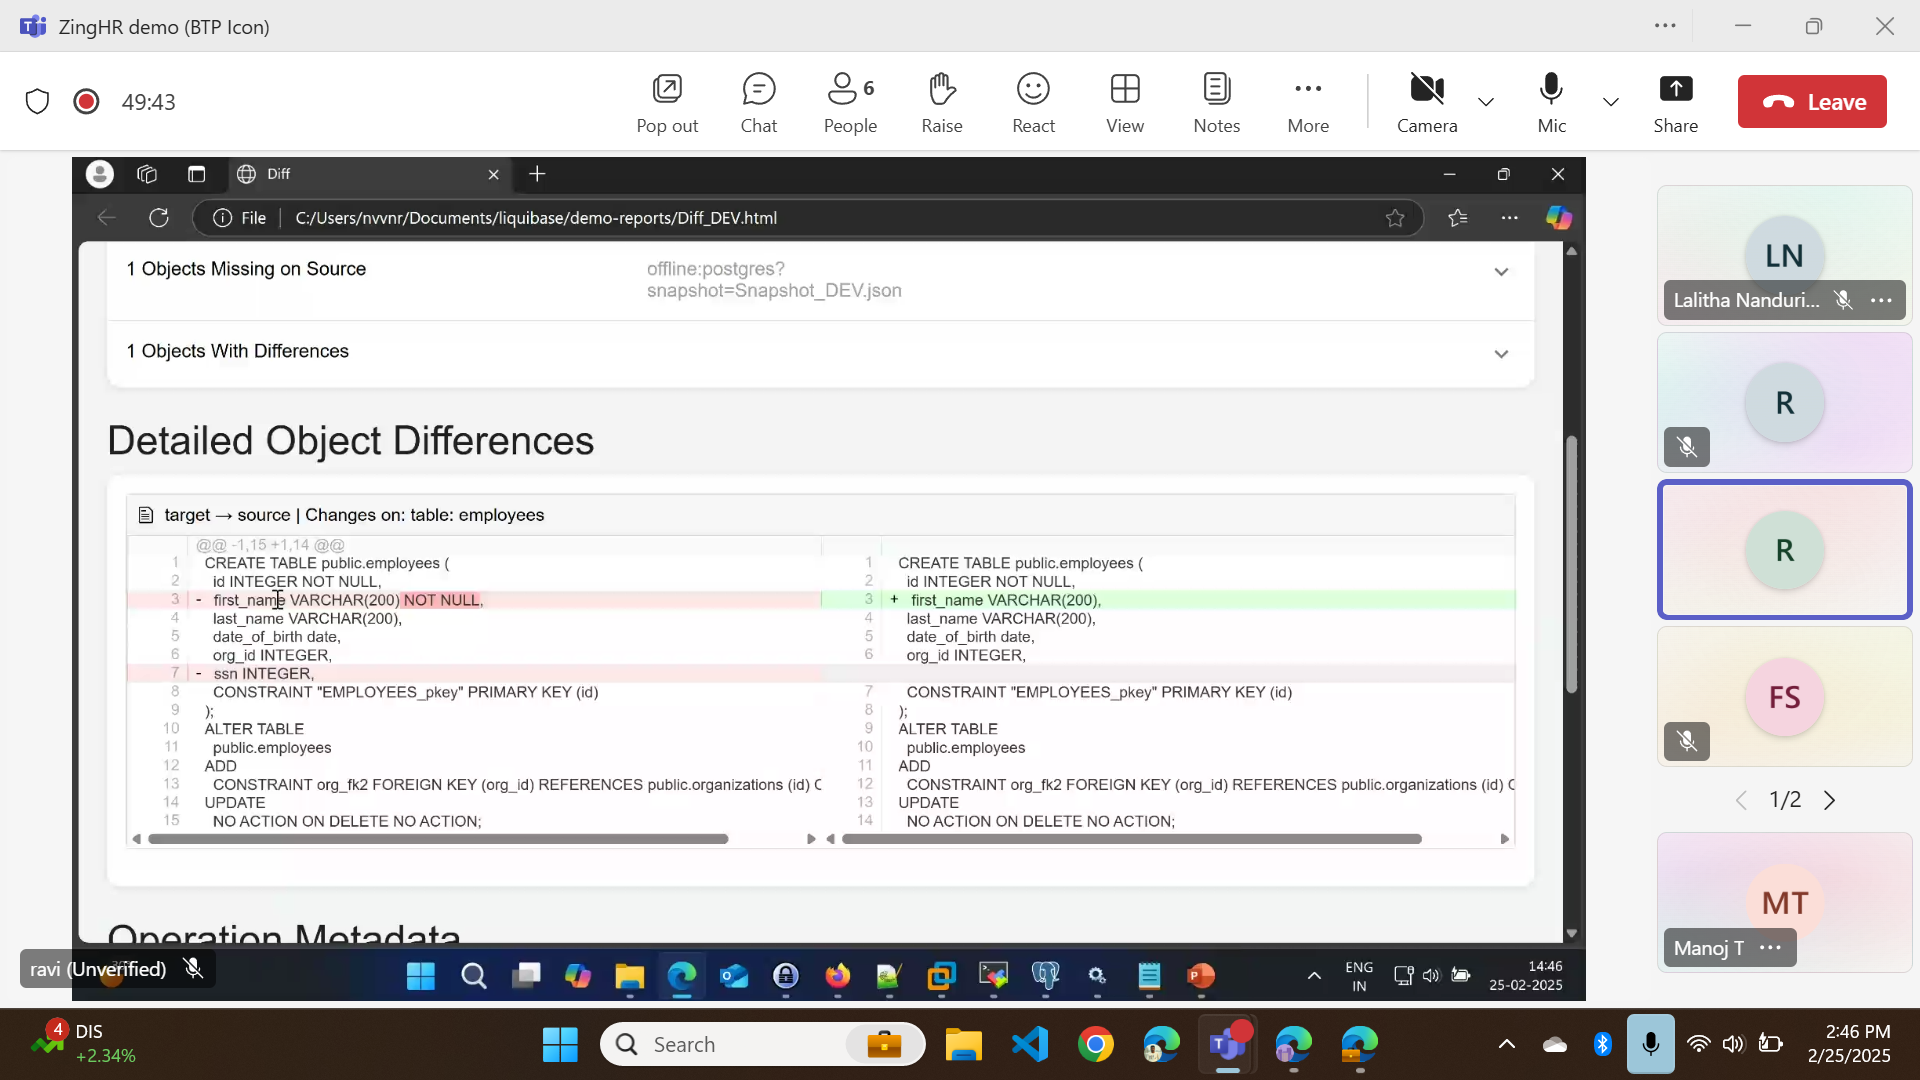 ZingHR demo (BTP Icon)
49:43
Pop out
Chat
6
People
Raise
React
View
Notes
More
Camera
Mic
Share
Leave
Diff
File
C:/Users/nvvnr/Documents/liquibase/demo-reports/Diff_DEV.html
1 Objects Missing on Source
offline:postgres?
snapshot=Snapshot_DEV.json
1 Objects With Differences
Detailed Object Differences
target → source | Changes on: table: employees
@@ -1,15 +1,14 @@
1 CREATE TABLE public.employees (
2 id INTEGER NOT NULL,
3 - first_name VARCHAR(200) NOT NULL,
4 last_name VARCHAR(200),
5 date_of_birth date,
6 org_id INTEGER,
7 - ssn INTEGER,
8 CONSTRAINT "EMPLOYEES_pkey" PRIMARY KEY (id)
9 );
10 ALTER TABLE
11 public.employees
12 ADD
13 CONSTRAINT org_fk2 FOREIGN KEY (org_id) REFERENCES public.organizations (id)
14 UPDATE
15 NO ACTION ON DELETE NO ACTION;
1 CREATE TABLE public.employees (
2 id INTEGER NOT NULL,
3 + first_name VARCHAR(200),
4 last_name VARCHAR(200),
5 date_of_birth date,
6 org_id INTEGER,
7 CONSTRAINT "EMPLOYEES_pkey" PRIMARY KEY (id)
8 );
9 ALTER TABLE
10 public.employees
11 ADD
12 CONSTRAINT org_fk2 FOREIGN KEY (org_id) REFERENCES public.organizations (id)
13 UPDATE
14 NO ACTION ON DELETE NO ACTION;
Operation Metadata
ravi (Unverified)
ENG
IN
14:46
25-02-2025
LN
Lalitha Nanduri...
R
R
FS
1/2
MT
Manoj T
4
DIS
+2.34%
Search
2:46 PM
2/25/2025